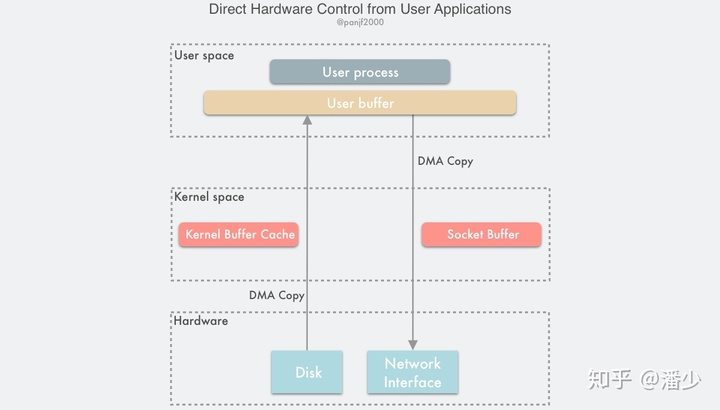 Direct Hardware Control from User Applications
@panjf2000
User space
User process
User buffer
DMA Copy
Kernel space
Kernel Buffer Cache
Socket Buffer
DMA Copy
Hardware
Disk
Network
Interface
知乎 @潘少